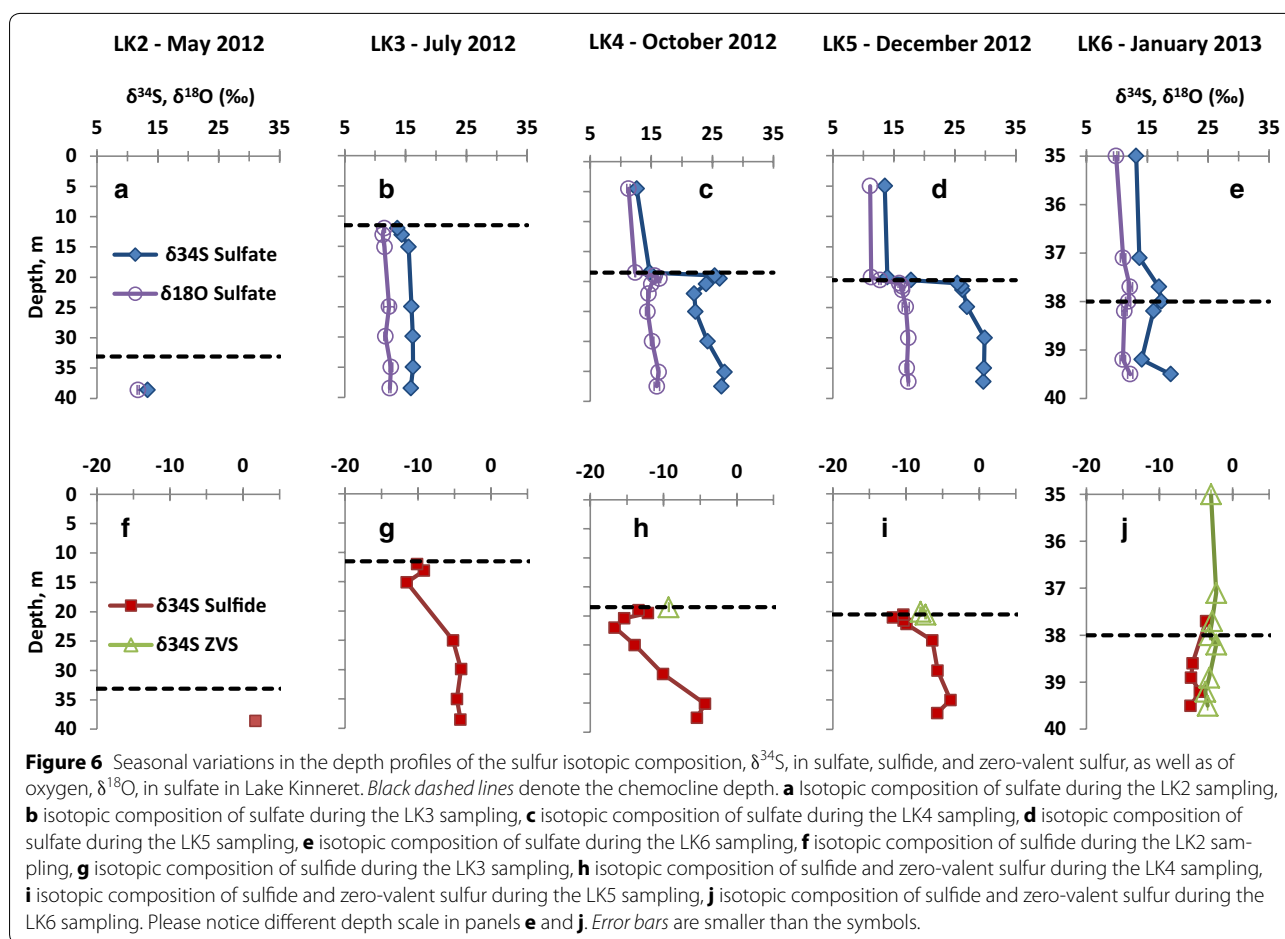 LK2 - May 2012
LK3 - July 2012
LK4 - October 2012
LK5 - December 2012
LK6 - January 2013
δ³⁴S, δ¹⁸O (‰)
δ³⁴S, δ¹⁸O (‰)
5 15 25 35
5 15 25 35
5 15 25 35
5 15 25 35
5 15 25 35
0
5
10
15
20
25
30
35
40
Depth, m
a
δ34S Sulfate
δ18O Sulfate
b
c
d
35
36
37
38
39
40
e
-20 -10 0
-20 -10 0
-20 -10 0
-20 -10 0
-20 -10 0
0
5
10
15
20
25
30
35
40
Depth, m
f
δ34S Sulfide
δ34S ZVS
g
h
i
35
36
37
38
39
40
j
Figure 6 Seasonal variations in the depth profiles of the sulfur isotopic composition, δ³⁴S, in sulfate, sulfide, and zero-valent sulfur, as well as of
oxygen, δ¹⁸O, in sulfate in Lake Kinneret. Black dashed lines denote the chemocline depth. a Isotopic composition of sulfate during the LK2 sampling,
b isotopic composition of sulfate during the LK3 sampling, c isotopic composition of sulfate during the LK4 sampling, d isotopic composition of
sulfate during the LK5 sampling, e isotopic composition of sulfate during the LK6 sampling, f isotopic composition of sulfide during the LK2 sam-
pling, g isotopic composition of sulfide during the LK3 sampling, h isotopic composition of sulfide and zero-valent sulfur during the LK4 sampling,
i isotopic composition of sulfide and zero-valent sulfur during the LK5 sampling, j isotopic composition of sulfide and zero-valent sulfur during the
LK6 sampling. Please notice different depth scale in panels e and j. Error bars are smaller than the symbols.